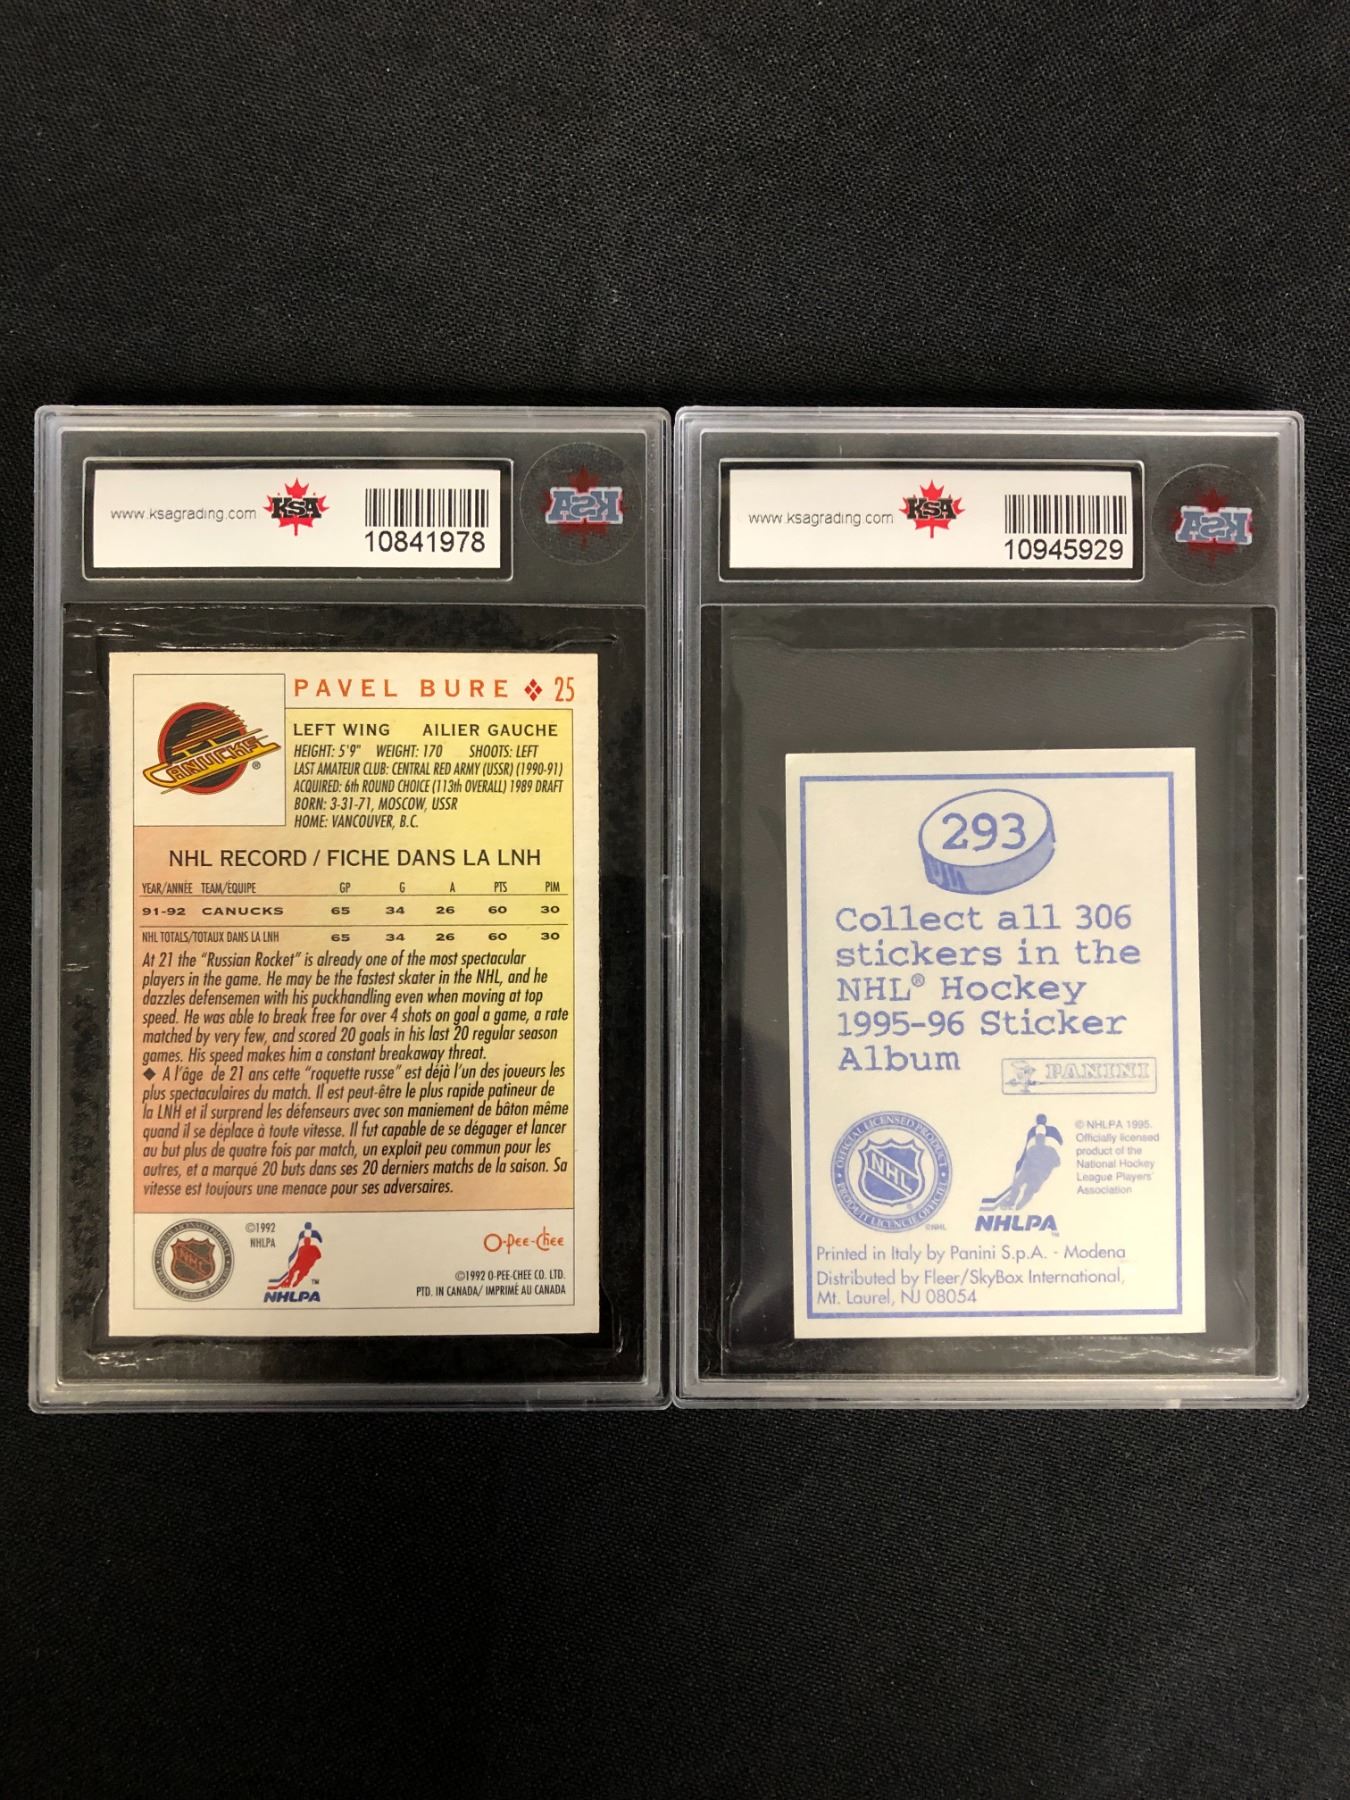 www.ksagrading.com
KSA
10841978
KSA
PAVEL BURE 25
CANUCKS ®
LEFT WING AILIER GAUCHE
HEIGHT: 5'9" WEIGHT: 170 SHOOTS: LEFT
LAST AMATEUR CLUB: CENTRAL RED ARMY (USSR) (1990-91)
ACQUIRED: 6th ROUND CHOICE (113th OVERALL) 1989 DRAFT
BORN: 3-31-71, MOSCOW, USSR
HOME: VANCOUVER, B.C.
NHL RECORD / FICHE DANS LA LNH
YEAR/ANNÉE TEAM/ÉQUIPE GP G A PTS PIM
91-92 CANUCKS 65 34 26 60 30
NHL TOTALS/TOTAUX DANS LA LNH 65 34 26 60 30
At 21 the "Russian Rocket" is already one of the most spectacular
players in the game. He may be the fastest skater in the NHL, and he
dazzles defensemen with his puckhandling even when moving at top
speed. He was able to break free for over 4 shots on goal a game, a rate
matched by very few, and scored 20 goals in his last 20 regular season
games. His speed makes him a constant breakaway threat.
◆ A l'âge de 21 ans cette "roquette russe" est déjà l'un des joueurs les
plus spectaculaires du match. Il est peut-être le plus rapide patineur de
la LNH et il surprend les défenseurs avec son maniement de bâton même
quand il se déplace à toute vitesse. Il fut capable de se dégager et lancer
au but plus de quatre fois par match, un exploit peu commun pour les
autres, et a marqué 20 buts dans ses 20 derniers matchs de la saison. Sa
vitesse est toujours une menace pour ses adversaires.
NHL
©1992
NHLPA
NHLPA ™
O-Pee-Chee
©1992 O-PEE-CHEE CO. LTD.
PTD. IN CANADA/ IMPRIMÉ AU CANADA
www.ksagrading.com
KSA
10945929
KSA
293
Collect all 306
stickers in the
NHL® Hockey
1995-96 Sticker
Album
PANINI
OFFICIAL LICENSED PRODUCT
NHL
PRODUIT LICENCIÉ OFFICIEL
©NHL
NHLPA ™
© NHLPA 1995.
Officially licensed
product of the
National Hockey
League Players'
Association
Printed in Italy by Panini S.p.A. - Modena
Distributed by Fleer/SkyBox International,
Mt. Laurel, NJ 08054